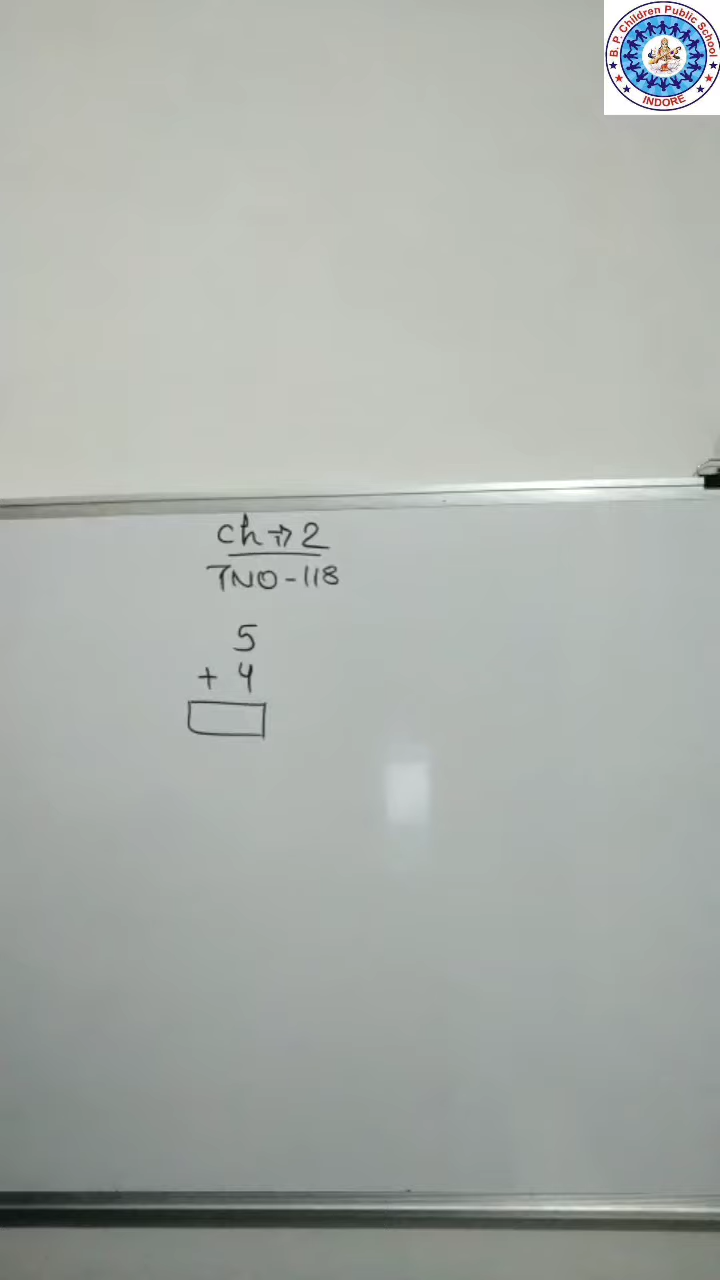 B. P. Children Public School
INDORE
Ch → 2
TNO - 118
5
+ 4